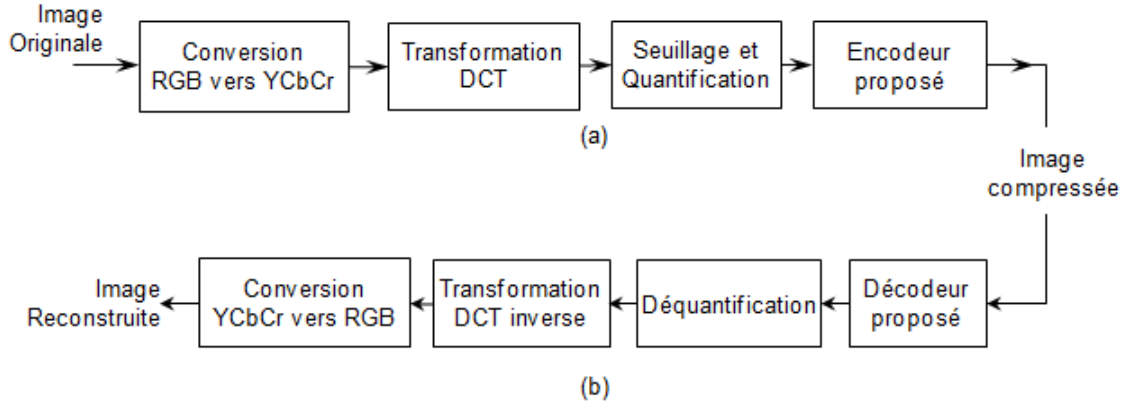 Image
Originale
Conversion
RGB vers YCbCr
Transformation
DCT
Seuillage et
Quantification
Encodeur
proposé
(a)
Image
compressée
Image
Reconstruite
Conversion
YCbCr vers RGB
Transformation
DCT inverse
Déquantification
Décodeur
proposé
(b)